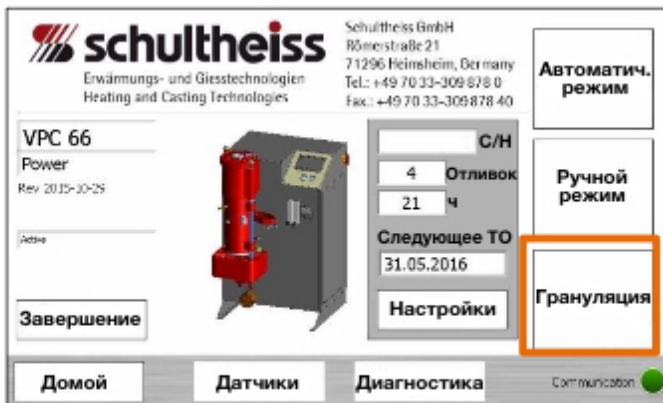 schultheiss
Erwärmungs- und Giesstechnologien
Heating and Casting Technologies
Schultheiss GmbH
Römerstraße 21
71296 Heimsheim, Germany
Tel.: +49 70 33-309 878 0
Fax.: +49 70 33-309 878 40
Автоматич.
режим
VPC 66
Power
Rev 2015-10-29
Active
Завершение
С/Н
4 Отливок
21 ч
Следующее ТО
31.05.2016
Настройки
Ручной
режим
Грануляция
Домой
Датчики
Диагностика
Communication